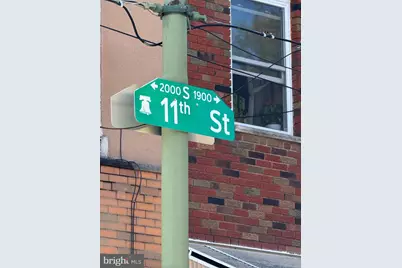 ← 2000 S 1900 →
11th St
bright MLS